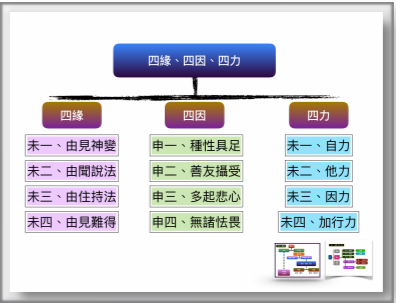 四緣、四因、四力
四緣
四因
四力
未一、由見神變
申一、種性具足
未一、自力
未二、由聞說法
申二、善友攝受
未二、他力
未三、由住持法
申三、多起悲心
未三、因力
未四、由見難得
申四、無諸怯畏
未四、加行力